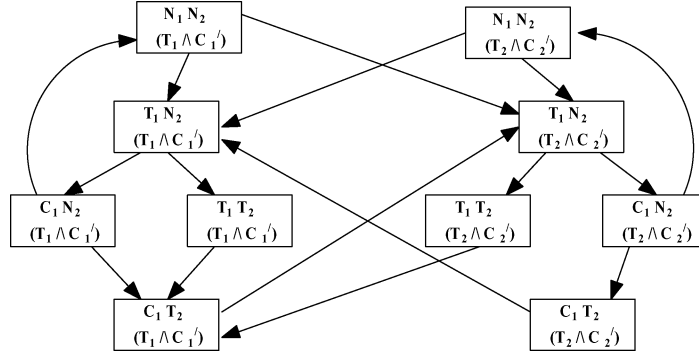 N₁ N₂
(T₁ /\ C₁/)
N₁ N₂
(T₂ /\ C₂/)
T₁ N₂
(T₁ /\ C₁/)
T₁ N₂
(T₂ /\ C₂/)
C₁ N₂
(T₁ /\ C₁/)
T₁ T₂
(T₁ /\ C₁/)
T₁ T₂
(T₂ /\ C₂/)
C₁ N₂
(T₂ /\ C₂/)
C₁ T₂
(T₁ /\ C₁/)
C₁ T₂
(T₂ /\ C₂/)